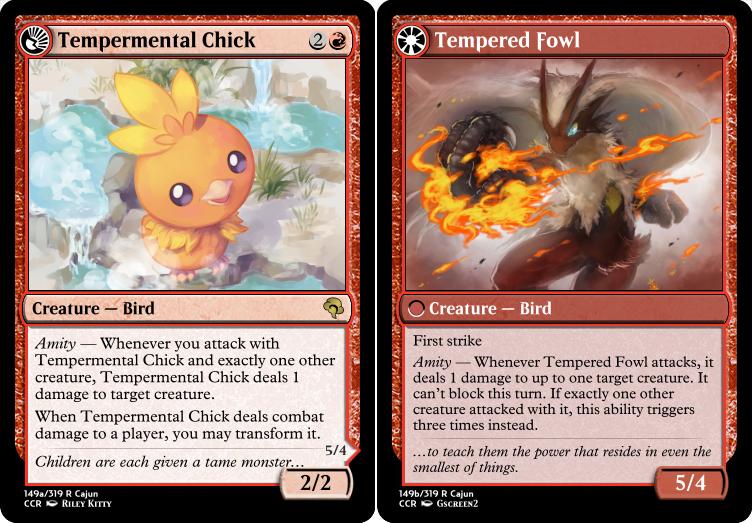 Tempermental Chick 2
Creature — Bird
Amity — Whenever you attack with
Tempermental Chick and exactly one other
creature, Tempermental Chick deals 1
damage to target creature.
When Tempermental Chick deals combat
damage to a player, you may transform it.
5/4
Children are each given a tame monster…
2/2
149a/319 R Cajun
CCR Riley Kitty
Tempered Fowl
Creature — Bird
First strike
Amity — Whenever Tempered Fowl attacks, it
deals 1 damage to up to one target creature. It
can't block this turn. If exactly one other
creature attacked with it, this ability triggers
three times instead.
…to teach them the power that resides in even the
smallest of things.
5/4
149b/319 R Cajun
CCR Gscreen2